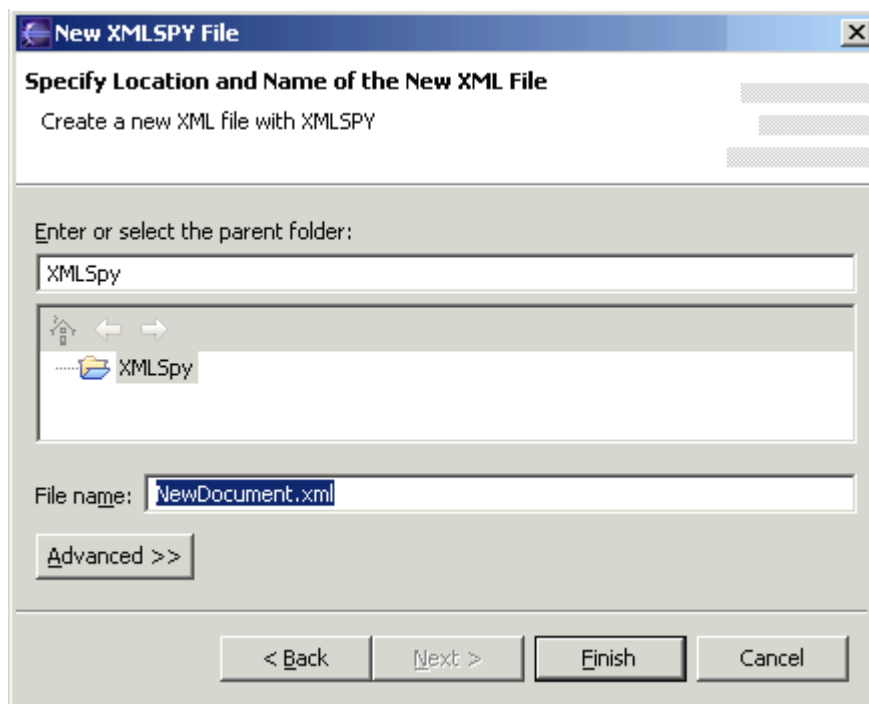 New XMLSPY File
Specify Location and Name of the New XML File
Create a new XML file with XMLSPY
Enter or select the parent folder:
XMLSpy
XMLSpy
File name: NewDocument.xml
Advanced >>
< Back Next > Finish Cancel